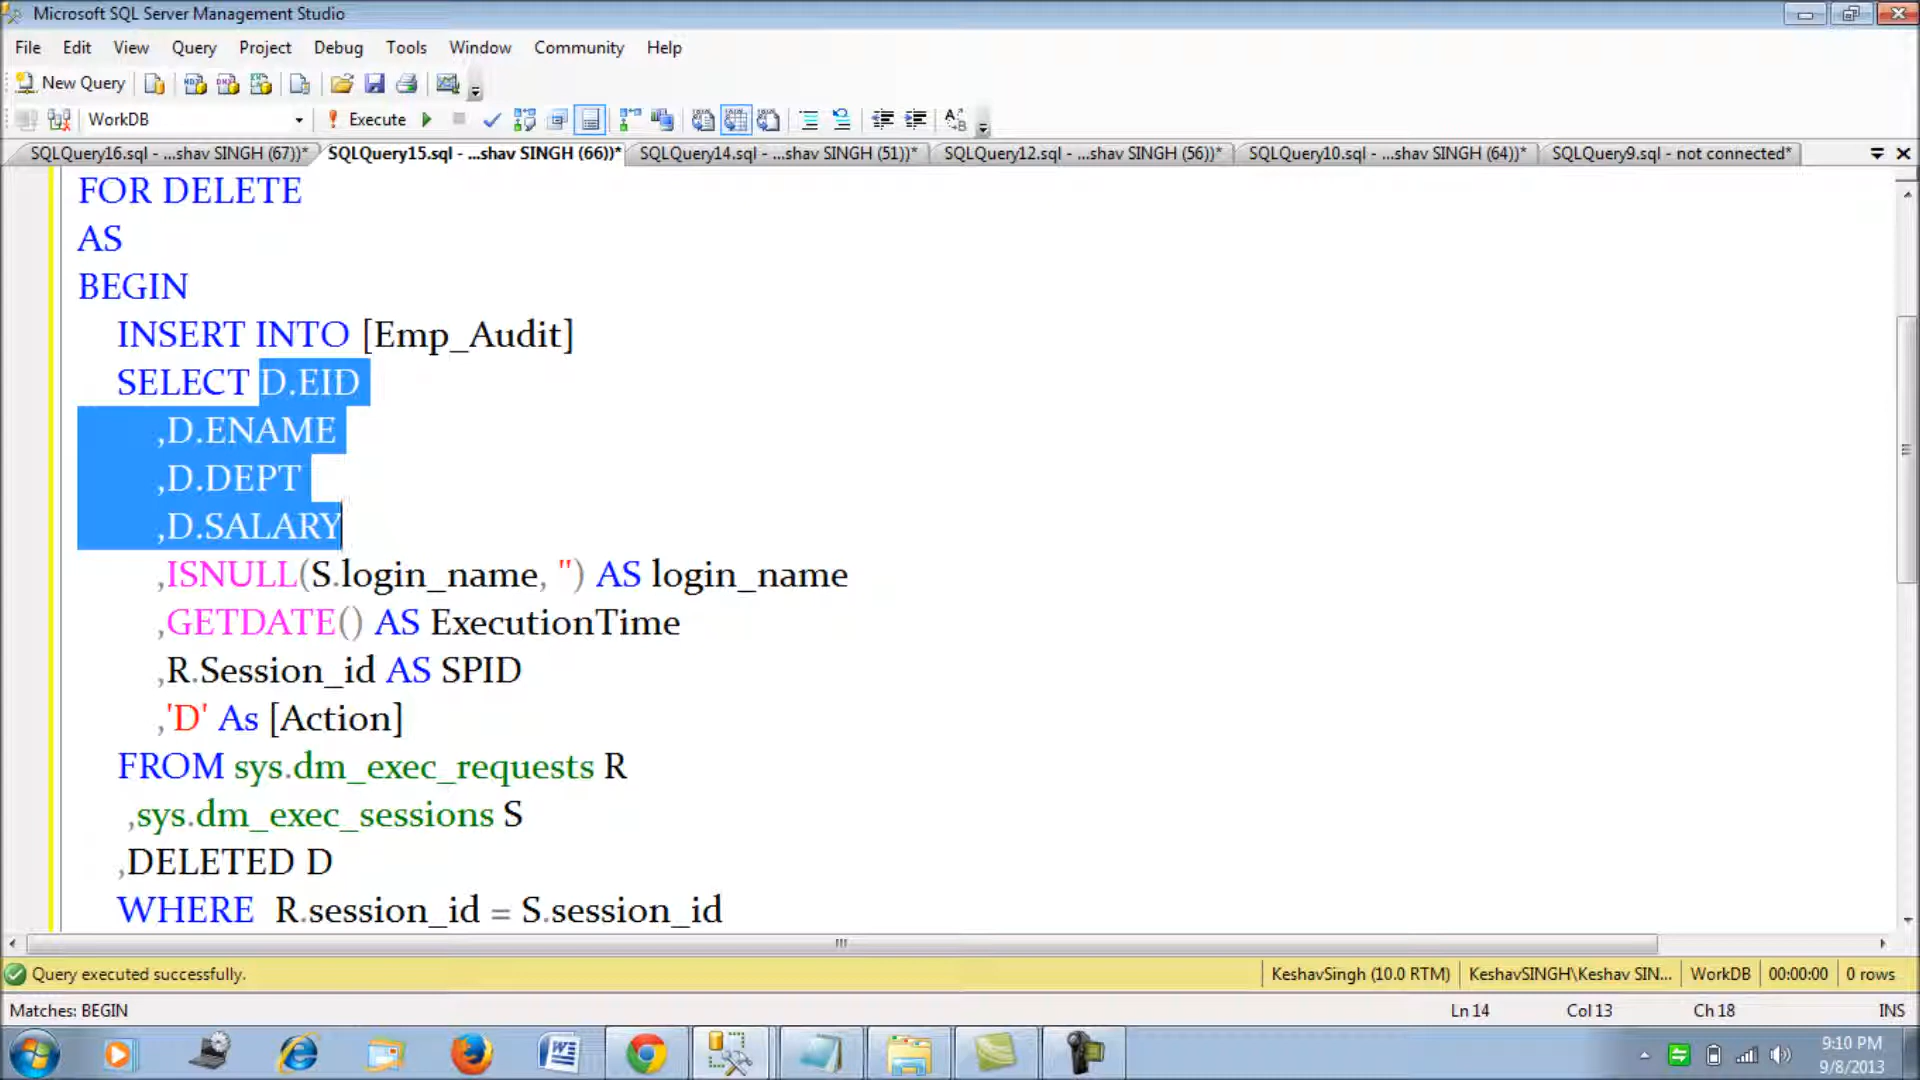 Microsoft SQL Server Management Studio
File Edit View Query Project Debug Tools Window Community Help
New Query
WorkDB Execute
SQLQuery16.sql - ...shav SINGH (67))* SQLQuery15.sql - ...shav SINGH (66))* SQLQuery14.sql - ...shav SINGH (51))* SQLQuery12.sql - ...shav SINGH (56))* SQLQuery10.sql - ...shav SINGH (64))* SQLQuery9.sql - not connected*
FOR DELETE
AS
BEGIN
INSERT INTO [Emp_Audit]
SELECT D.EID
,D.ENAME
,D.DEPT
,D.SALARY
,ISNULL(S.login_name, '') AS login_name
,GETDATE() AS ExecutionTime
,R.Session_id AS SPID
,'D' As [Action]
FROM sys.dm_exec_requests R
,sys.dm_exec_sessions S
,DELETED D
WHERE R.session_id = S.session_id
Query executed successfully. KeshavSingh (10.0 RTM) KeshavSINGH\Keshav SIN... WorkDB 00:00:00 0 rows
Matches: BEGIN Ln 14 Col 13 Ch 18 INS
9:10 PM
9/8/2013